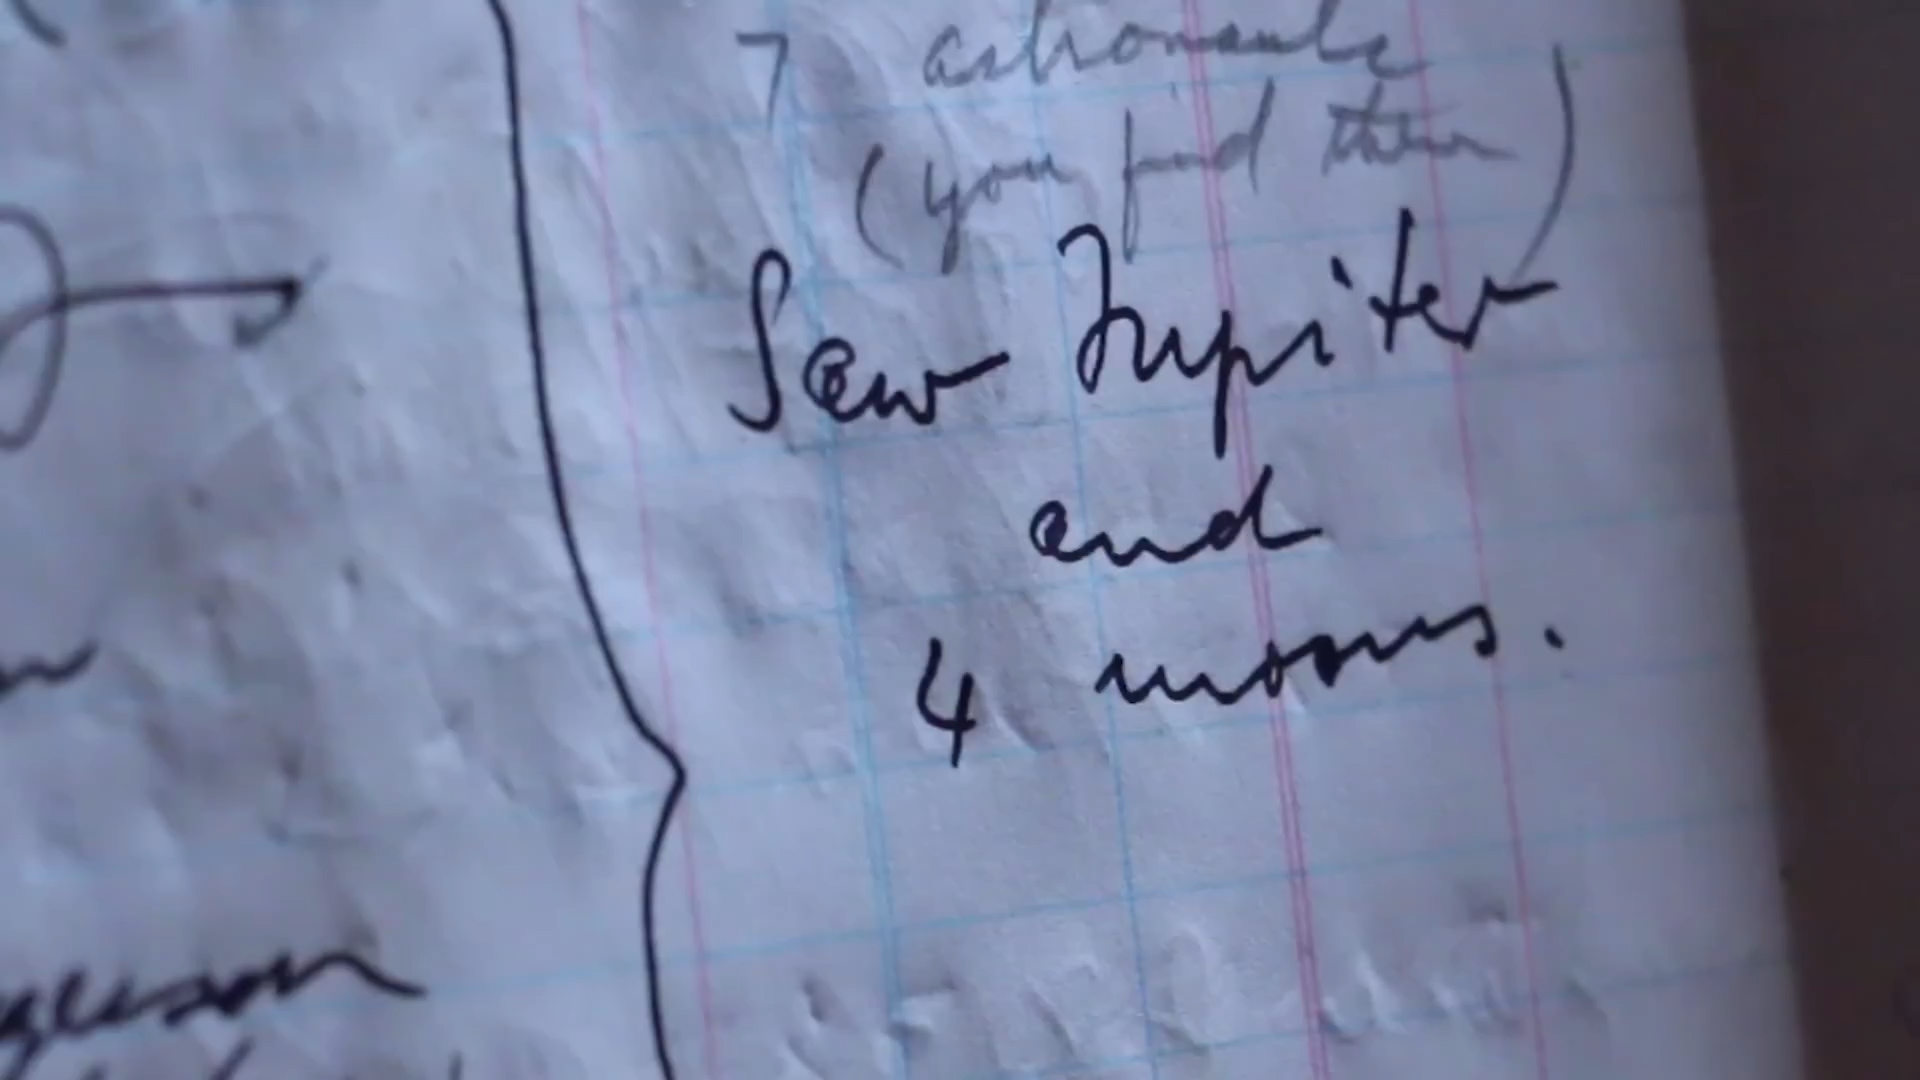 7 astronauts
(you find them)
Saw Jupiter
and
4 moons.